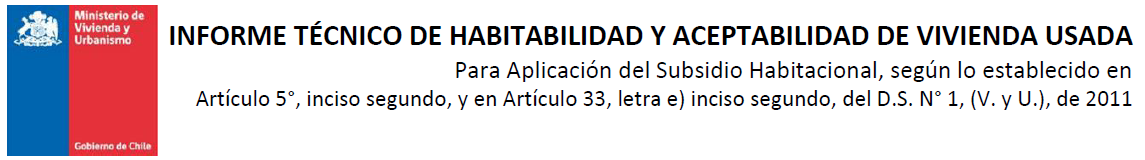 Ministerio de
Vivienda y
Urbanismo
Gobierno de Chile
INFORME TÉCNICO DE HABITABILIDAD Y ACEPTABILIDAD DE VIVIENDA USADA
Para Aplicación del Subsidio Habitacional, según lo establecido en
Artículo 5°, inciso segundo, y en Artículo 33, letra e) inciso segundo, del D.S. N° 1, (V. y U.), de 2011